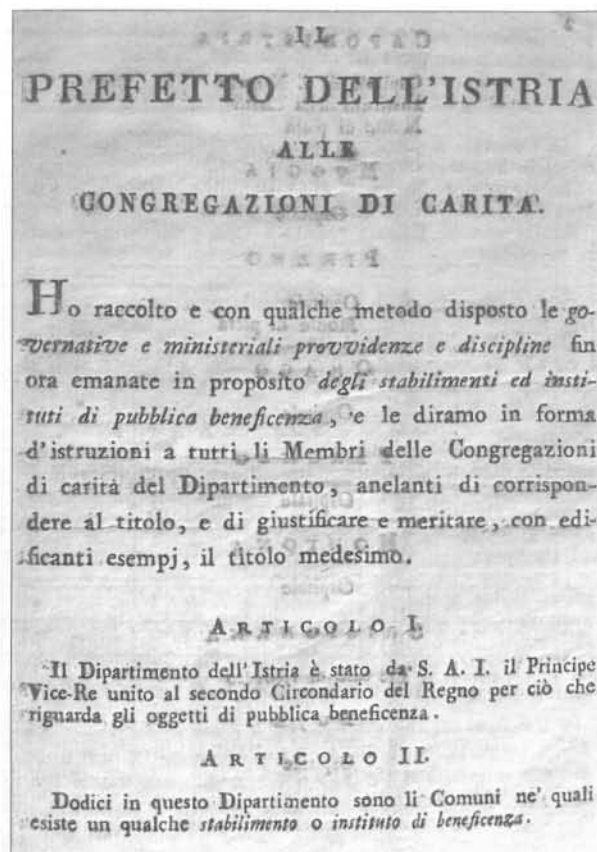 IL
PREFETTO DELL'ISTRIA
ALLE
CONGREGAZIONI DI CARITA'.
Ho raccolto e con qualche metodo disposto le go-
vernative e ministeriali provvidenze e discipline fin
ora emanate in proposito degli stabilimenti ed insti-
tuti di pubblica beneficenza, e le diramo in forma
d'istruzioni a tutti li Membri delle Congregazioni
di carità del Dipartimento, anelanti di corrispon-
dere al titolo, e di giustificare e meritare, con edi-
ficanti esempj, il titolo medesimo.
ARTICOLO I.
Il Dipartimento dell'Istria è stato da S. A. I. il Principe
Vice-Re unito al secondo Circondario del Regno per ciò che
riguarda gli oggetti di pubblica beneficenza.
ARTICOLO II.
Dodici in questo Dipartimento sono li Comuni ne' quali
esiste un qualche stabilimento o instituto di beneficenza.